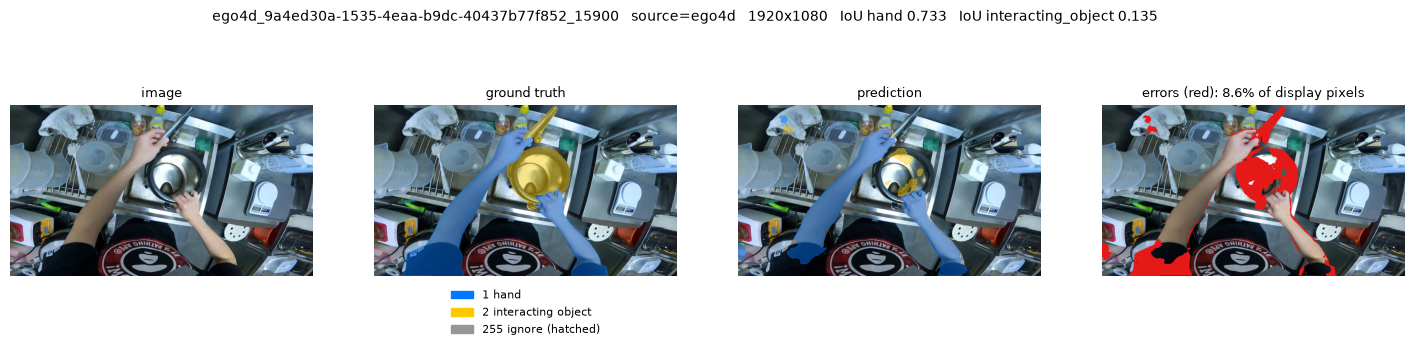 ego4d_9a4ed30a-1535-4eaa-b9dc-40437b77f852_15900 source=ego4d 1920x1080 IoU hand 0.733 IoU interacting_object 0.135
image
ground truth
prediction
errors (red): 8.6% of display pixels
1 hand
2 interacting object
255 ignore (hatched)